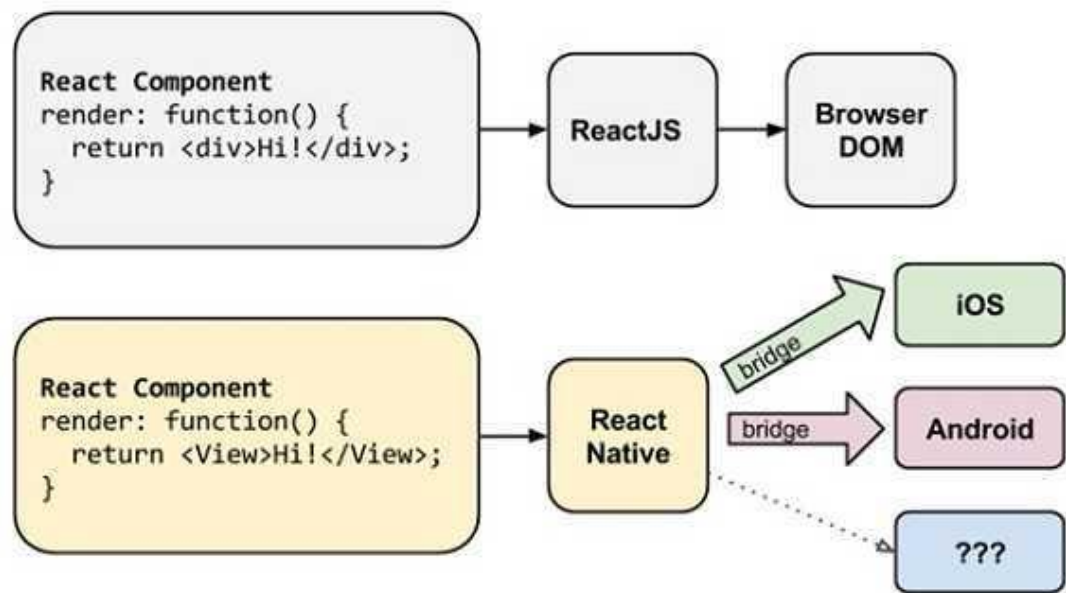 React Component
render: function() {
  return <div>Hi!</div>;
}
ReactJS
Browser
DOM
React Component
render: function() {
  return <View>Hi!</View>;
}
React
Native
bridge
iOS
bridge
Android
???